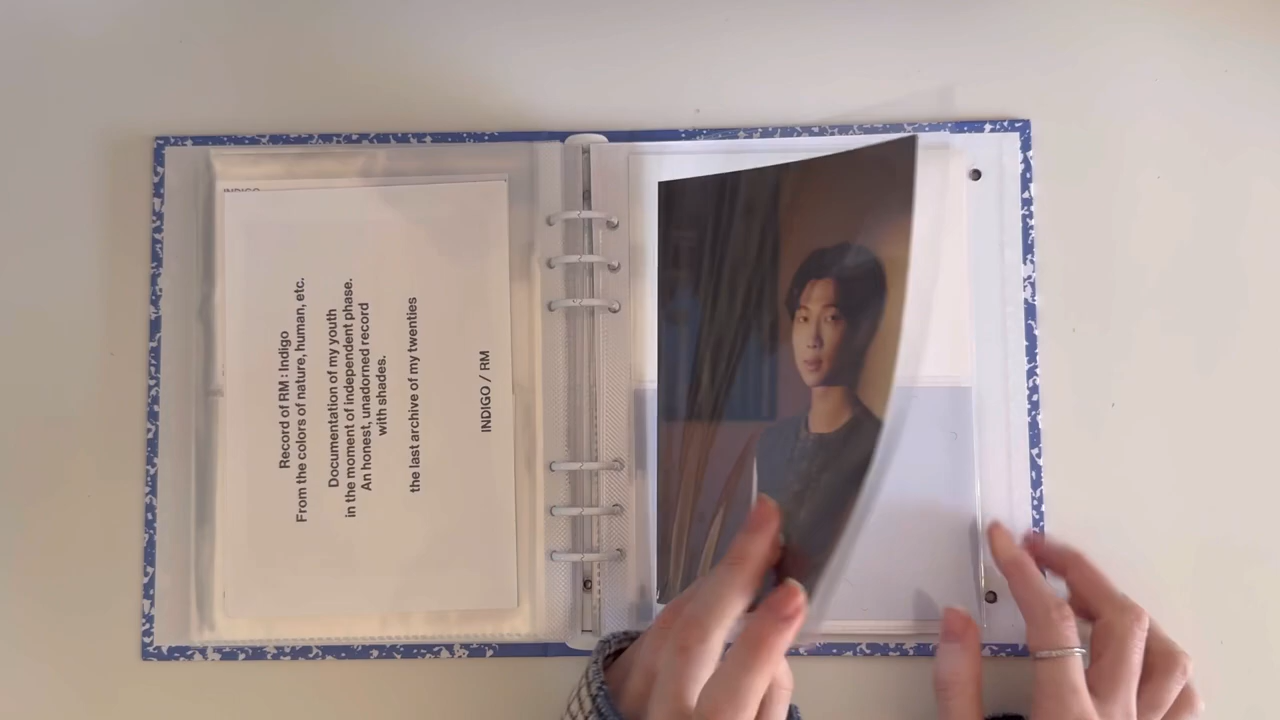 INDIGO
Record of RM : Indigo
From the colors of nature, human, etc.
Documentation of my youth
in the moment of independent phase.
An honest, unadorned record
with shades.
the last archive of my twenties
INDIGO / RM